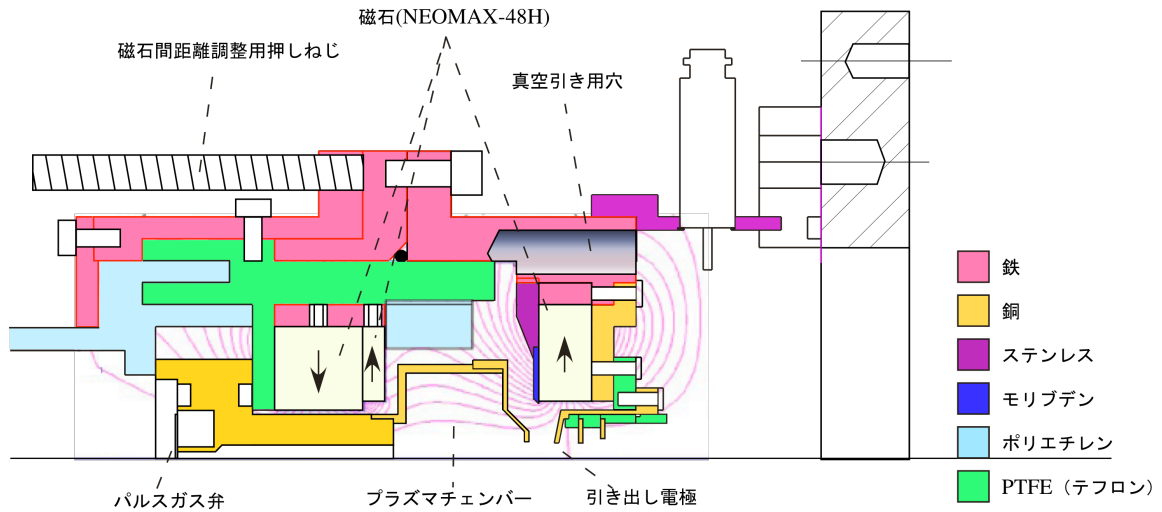 磁石(NEOMAX-48H)
磁石間距離調整用押しねじ
真空引き用穴
鉄
銅
ステンレス
モリブデン
ポリエチレン
PTFE（テフロン）
パルスガス弁
プラズマチェンバー
引き出し電極